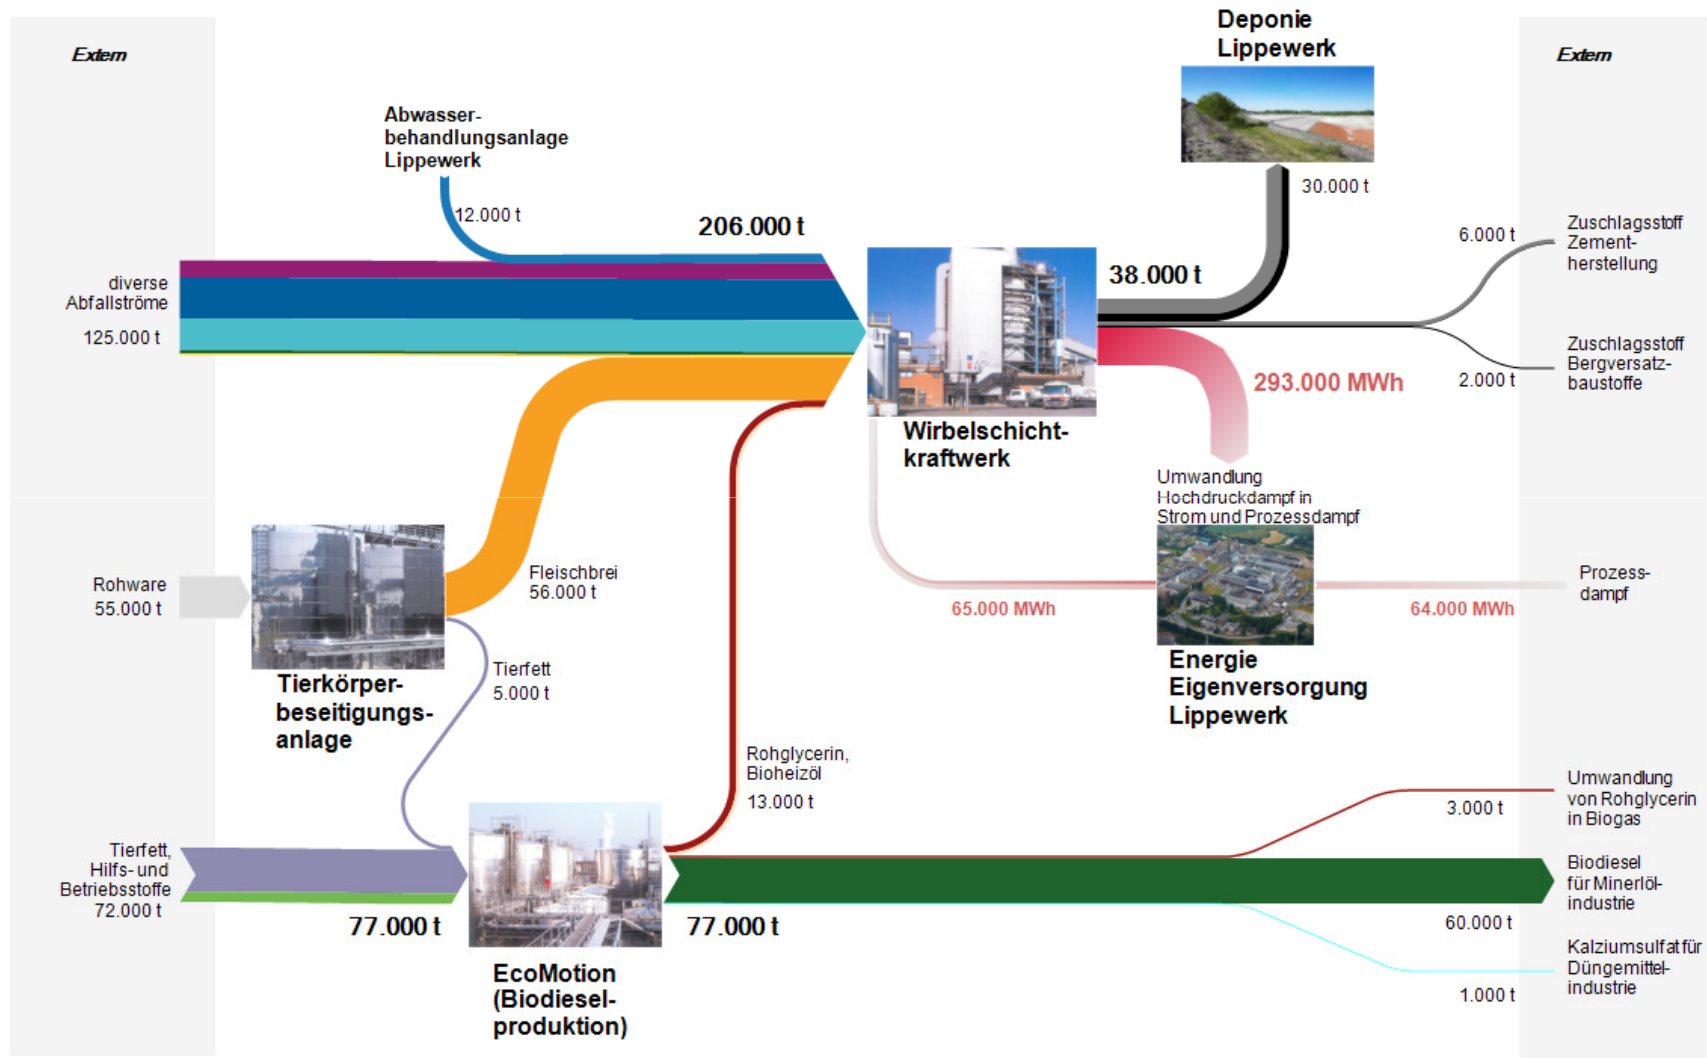 Extern
Extern
Deponie
Lippewerk
30.000 t
Abwasser-
behandlungsanlage
Lippewerk
12.000 t
206.000 t
diverse
Abfallströme
125.000 t
38.000 t
6.000 t
Zuschlagsstoff
Zement-
herstellung
2.000 t
Zuschlagsstoff
Bergversatz-
baustoffe
293.000 MWh
Wirbelschicht-
kraftwerk
Umwandlung
Hochdruckdampf in
Strom und Prozessdampf
Rohware
55.000 t
Fleischbrei
56.000 t
65.000 MWh
64.000 MWh
Prozess-
dampf
Tierkörper-
beseitigungs-
anlage
Tierfett
5.000 t
Energie
Eigenversorgung
Lippewerk
Rohglycerin,
Bioheizöl
13.000 t
3.000 t
Umwandlung
von Rohglycerin
in Biogas
Tierfett,
Hilfs- und
Betriebsstoffe
72.000 t
77.000 t
77.000 t
Biodiesel
für Minerlöl-
industrie
60.000 t
EcoMotion
(Biodiesel-
produktion)
Kalziumsulfat für
Düngemittel-
industrie
1.000 t